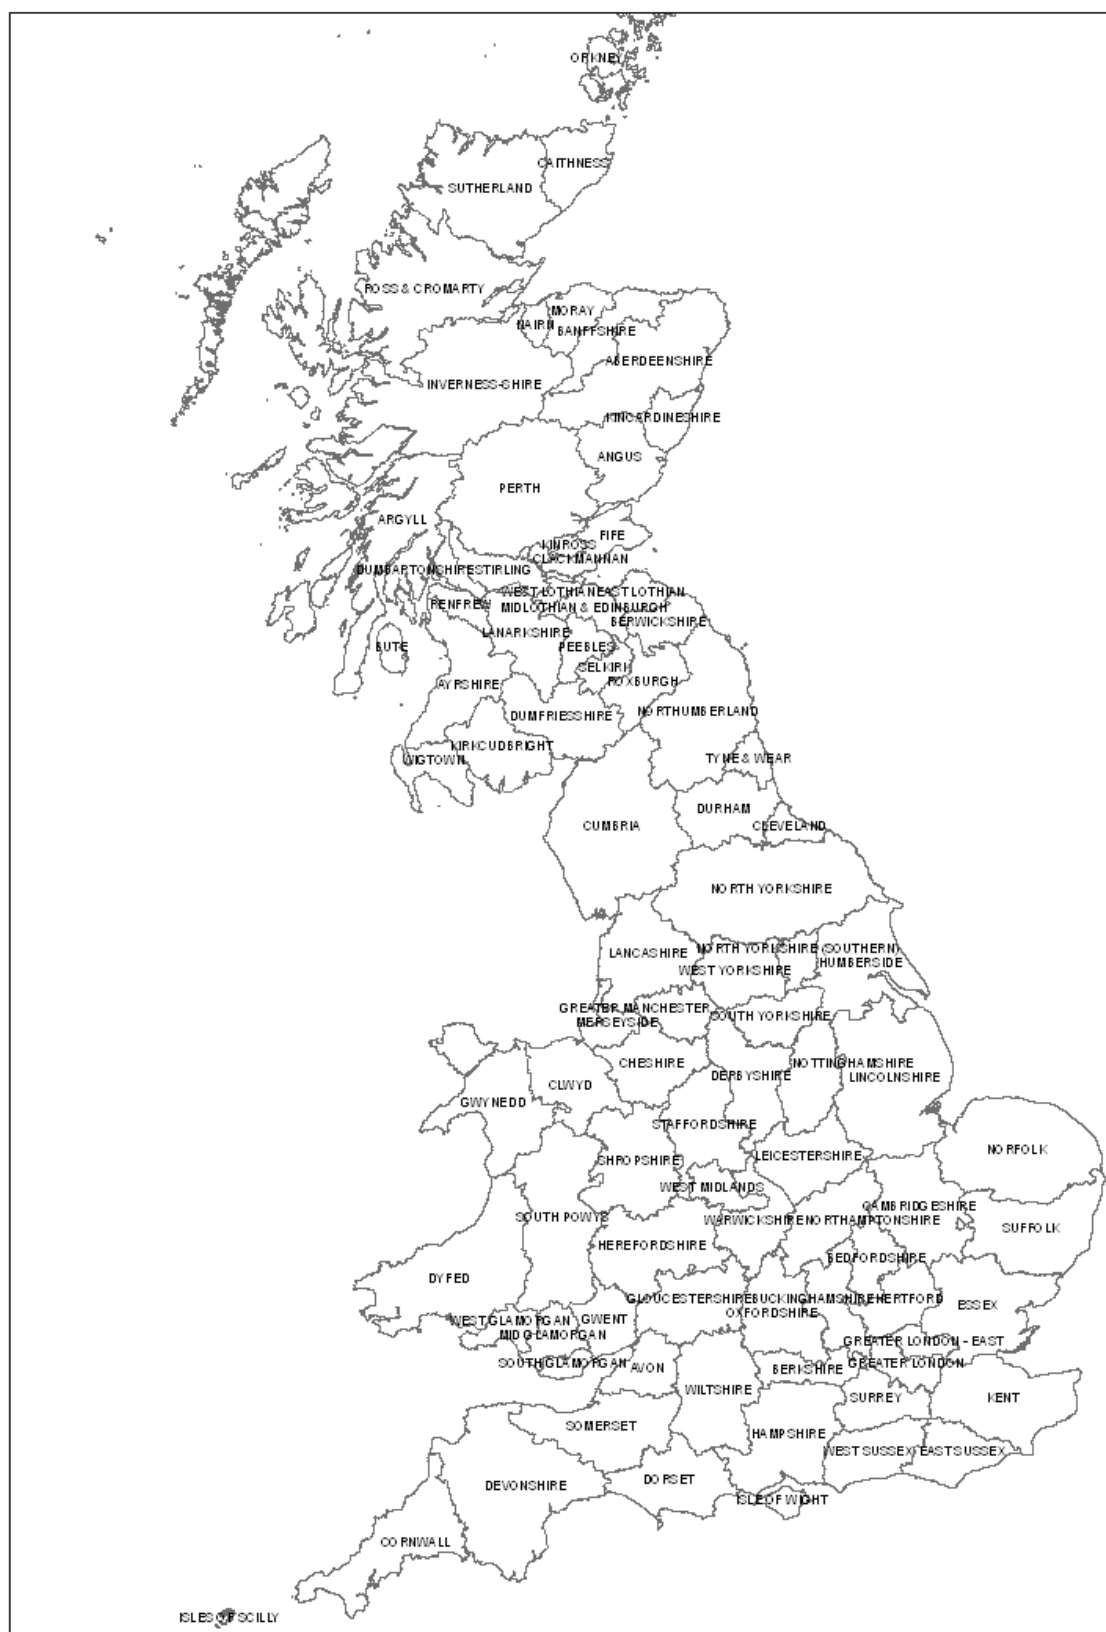 ORKNEY
CAITHNESS
SUTHERLAND
ROSS & CROMARTY
MORAY
NAIRN
BANFFSHIRE
ABERDEENSHIRE
INVERNESS-SHIRE
KINCARDINESHIRE
ANGUS
PERTH
ARGYLL
FIFE
KINROSS
CLACKMANNAN
DUMBARTONSHIRE
STIRLING
WEST LOTHIAN
EAST LOTHIAN
RENFREW
MIDLOTHIAN & EDINBURGH
BERWICKSHIRE
LANARKSHIRE
BUTE
PEEBLES
SELKIRK
ROXBURGH
AYRSHIRE
DUMFRIESSHIRE
NORTHUMBERLAND
KIRKCUDBRIGHT
WIGTOWN
TYNE & WEAR
DURHAM
CUMBRIA
CLEVELAND
NORTH YORKSHIRE
LANCASHIRE
NORTH YORKSHIRE (SOUTHERN)
HUMBERSIDE
WEST YORKSHIRE
GREATER MANCHESTER
SOUTH YORKSHIRE
MERSEYSIDE
CHESHIRE
NOTTINGHAMSHIRE
DERBYSHIRE
LINCOLNSHIRE
CLWYD
GWYNEDD
STAFFORDSHIRE
NORFOLK
SHROPSHIRE
LEICESTERSHIRE
WEST MIDLANDS
CAMBRIDGESHIRE
SOUTH POWYS
WARWICKSHIRE
NORTHAMPTONSHIRE
SUFFOLK
HEREFORDSHIRE
BEDFORDSHIRE
DYFED
GLOUCESTERSHIRE
BUCKINGHAMSHIRE
HERTFORD
ESSEX
OXFORDSHIRE
WEST GLAMORGAN
GWENT
MID GLAMORGAN
GREATER LONDON - EAST
SOUTH GLAMORGAN
AVON
BERKSHIRE
GREATER LONDON
WILTSHIRE
SURREY
KENT
SOMERSET
HAMPSHIRE
WEST SUSSEX
EAST SUSSEX
DEVONSHIRE
DORSET
ISLE OF WIGHT
CORNWALL
ISLES OF SCILLY